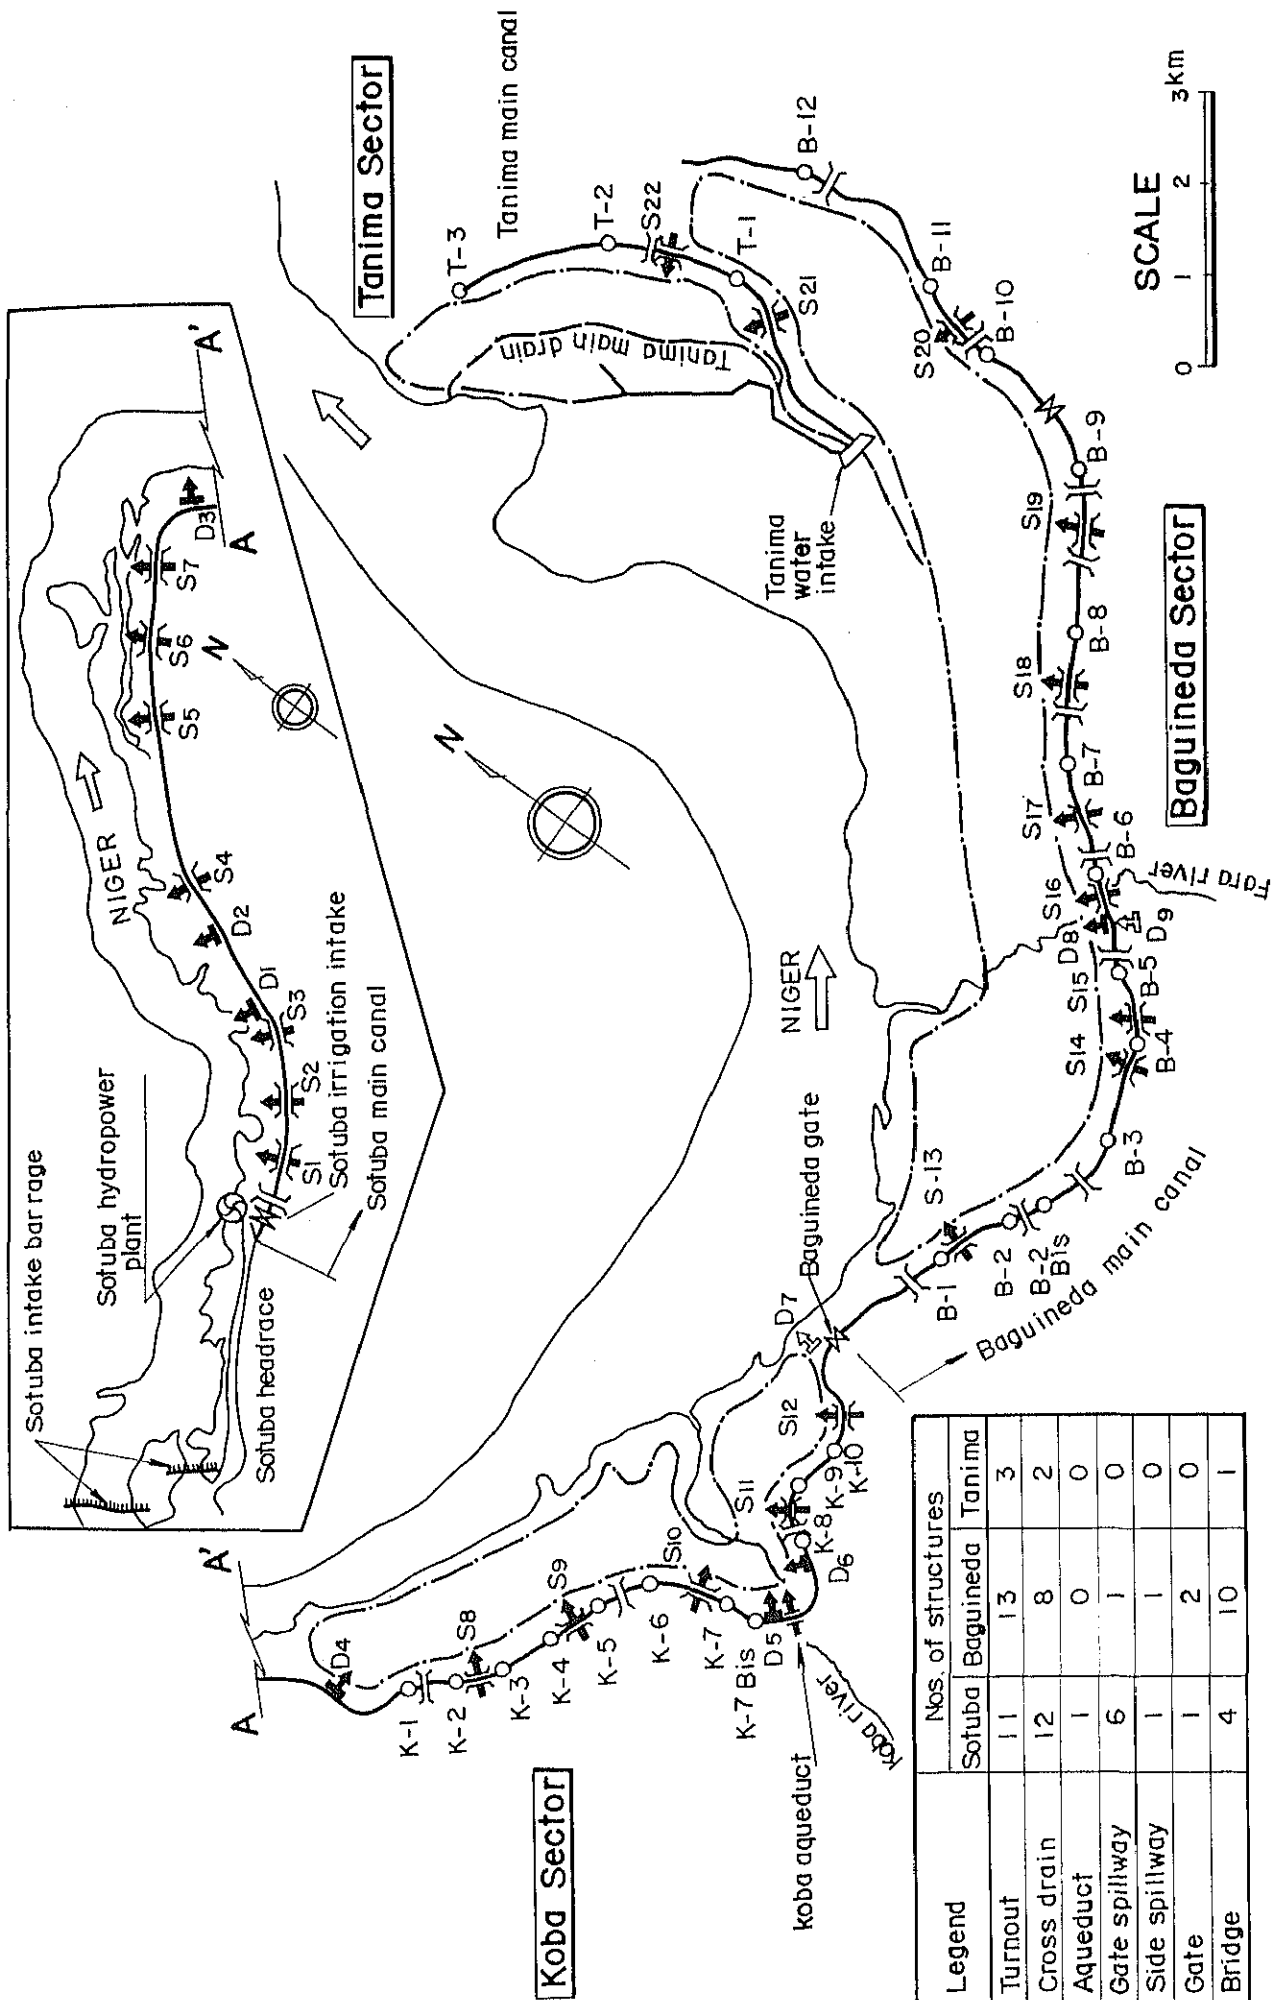 Sotuba intake barrage
Sotuba hydropower
plant
Sotuba headrace
NIGER
S1
S2
S3
D1
D2
S4
S5
S6
S7
D3
A
A'
N
Sotuba irrigation intake
Sotuba main canal
A
A'
Koba Sector
D4
K-1
K-2
S8
K-3
K-4
S9
K-5
K-6
S10
K-7
K-7 Bis
D5
koba aqueduct
Koba river
D6
K-8
S11
K-9
K-10
S12
D7
Baguineda gate
NIGER
N
Baguineda main canal
B-1
S-13
B-2
B-2
Bis
B-3
S14
B-4
S15
B-5
D8
D9
S16
Fara river
B-6
S17
B-7
S18
B-8
S19
B-9
Baguineda Sector
B-10
S20
B-11
B-12
Tanima
water
intake
Tanima main drain
S21
T-1
S22
T-2
T-3
Tanima main canal
Tanima Sector
SCALE
0 1 2 3km
Legend Nos. of structures
Sotuba Baguineda Tanima
Turnout 11 13 3
Cross drain 12 8 2
Aqueduct 1 0 0
Gate spillway 6 1 0
Side spillway 1 1 0
Gate 1 2 0
Bridge 4 10 1